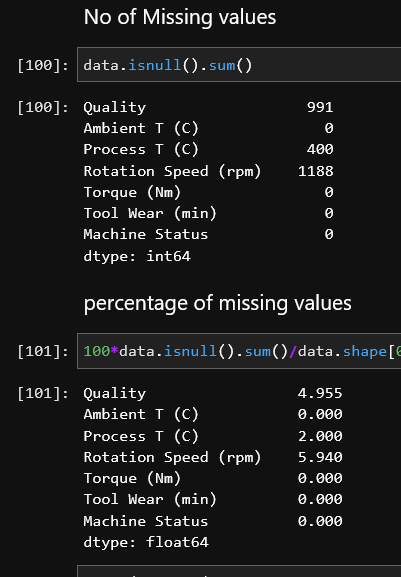 No of Missing values
[100]: data.isnull().sum()
[100]: Quality 991
Ambient T (C) 0
Process T (C) 400
Rotation Speed (rpm) 1188
Torque (Nm) 0
Tool Wear (min) 0
Machine Status 0
dtype: int64
percentage of missing values
[101]: 100*data.isnull().sum()/data.shape[0
[101]: Quality 4.955
Ambient T (C) 0.000
Process T (C) 2.000
Rotation Speed (rpm) 5.940
Torque (Nm) 0.000
Tool Wear (min) 0.000
Machine Status 0.000
dtype: float64